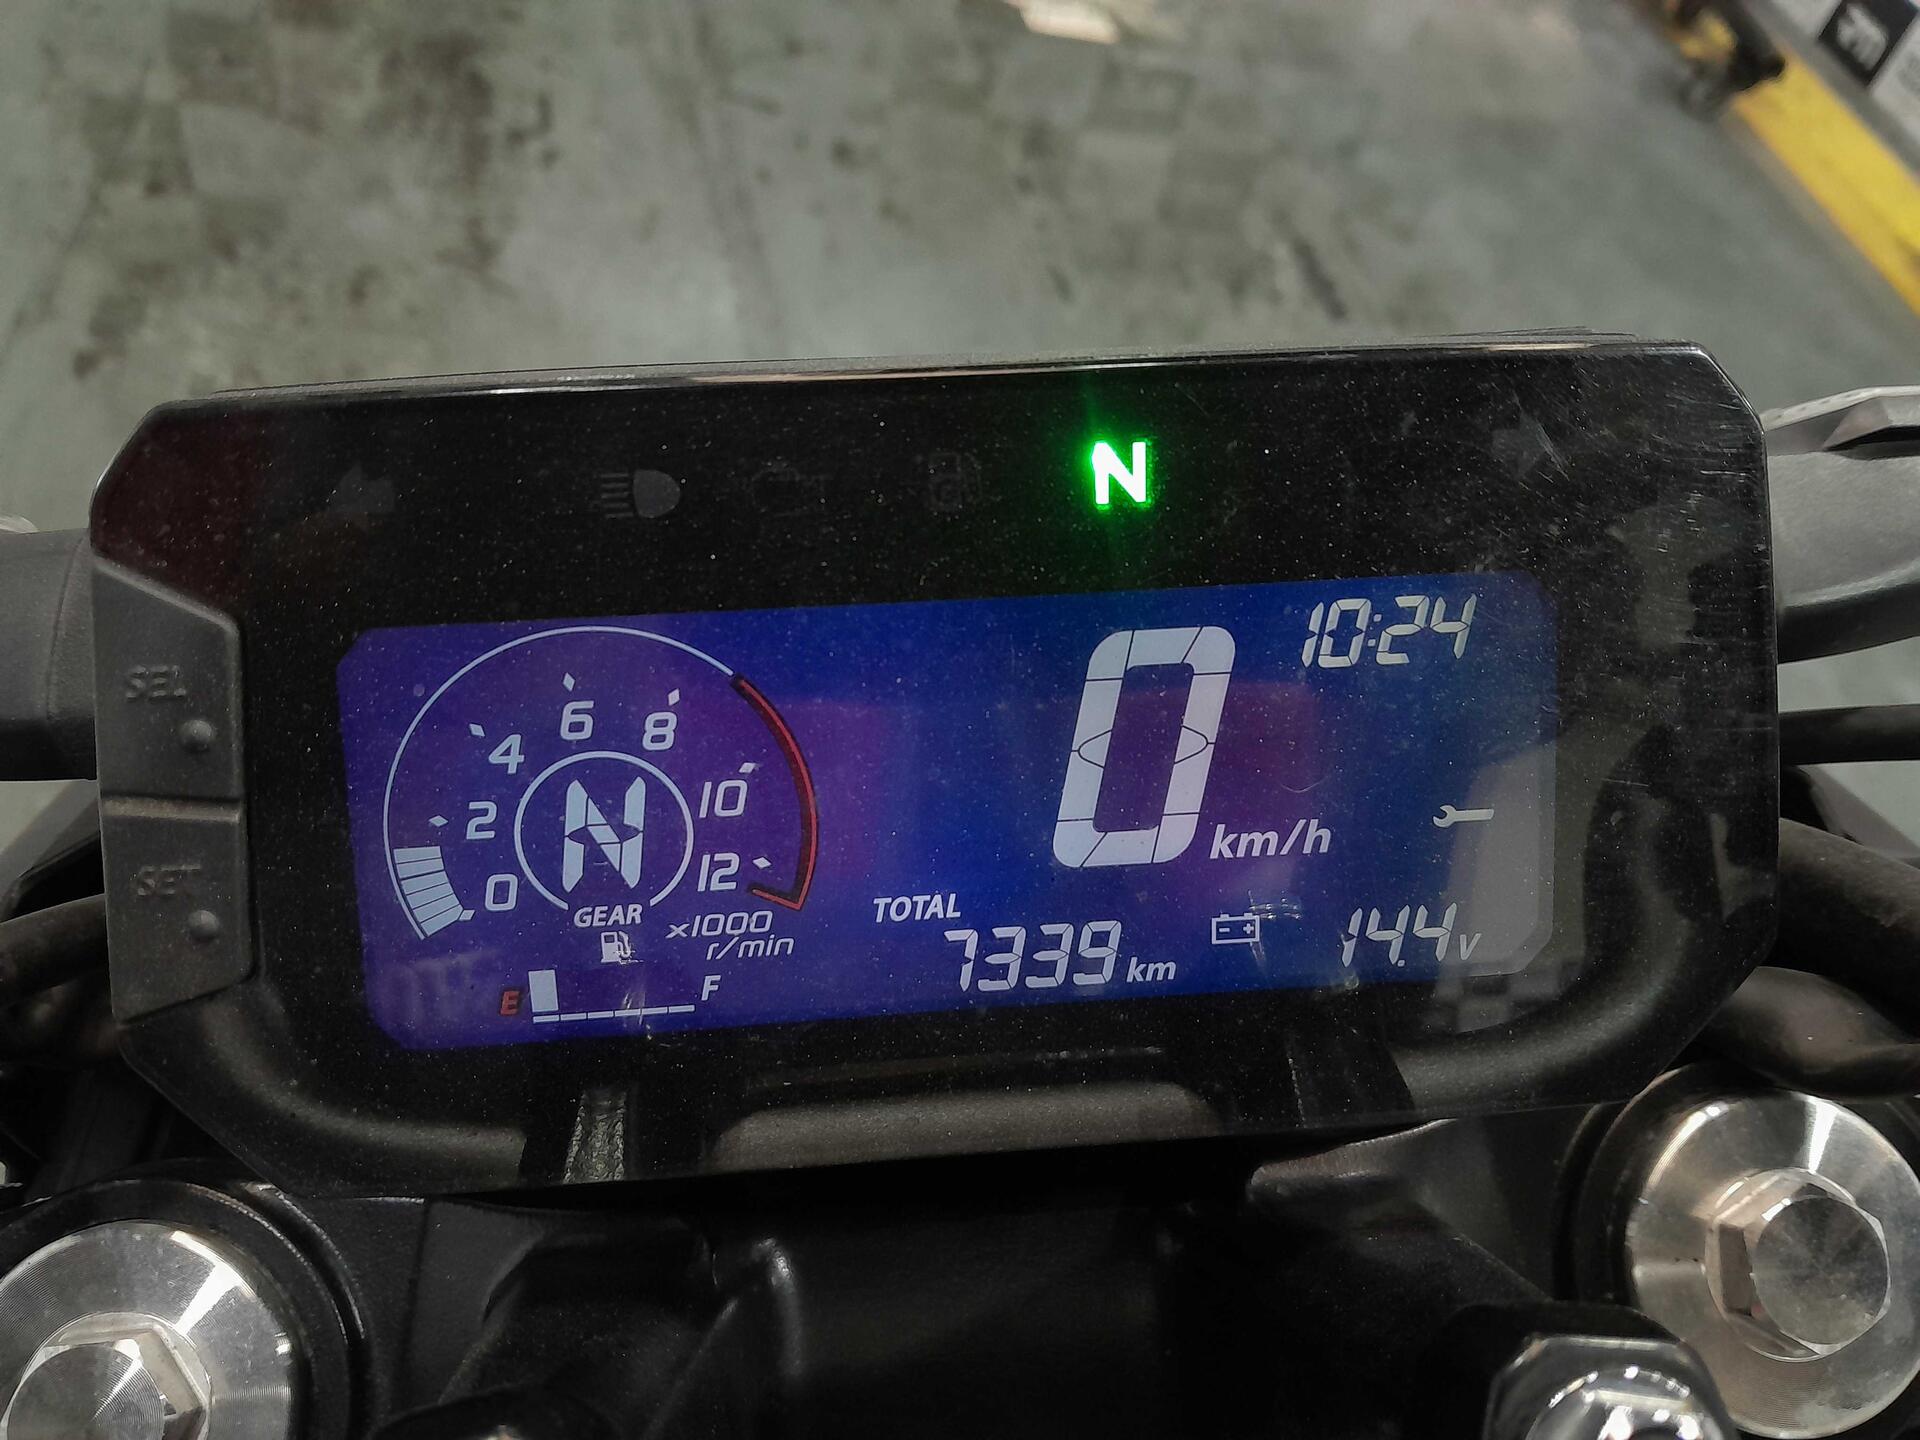 N
10:24
0 km/h
SEL
SET
0
2
4
6
8
10
12
N
GEAR
x1000
r/min
E
F
TOTAL
7339 km
14.4 V